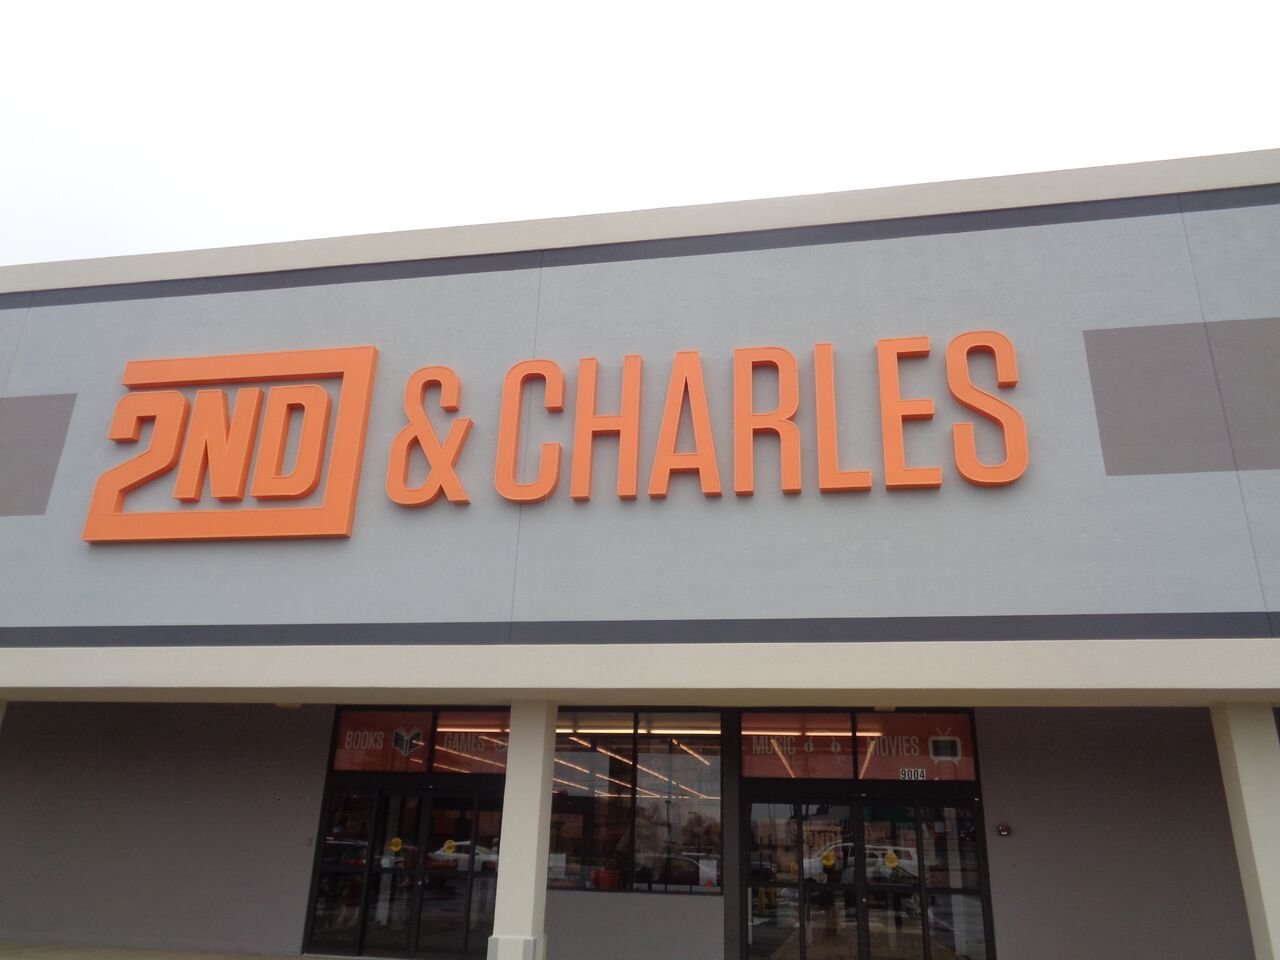 2ND & CHARLES
BOOKS
GAMES
MUSIC
MOVIES
9004